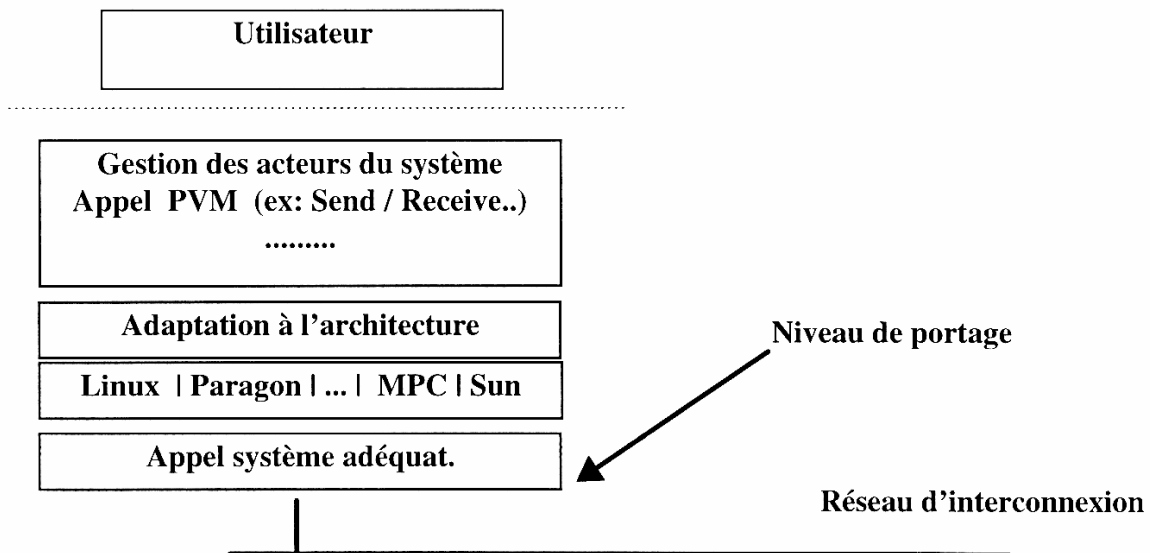 Utilisateur
Gestion des acteurs du système
Appel PVM (ex: Send / Receive..)
.........
Adaptation à l'architecture
Niveau de portage
Linux | Paragon | ... | MPC | Sun
Appel système adéquat.
Réseau d'interconnexion